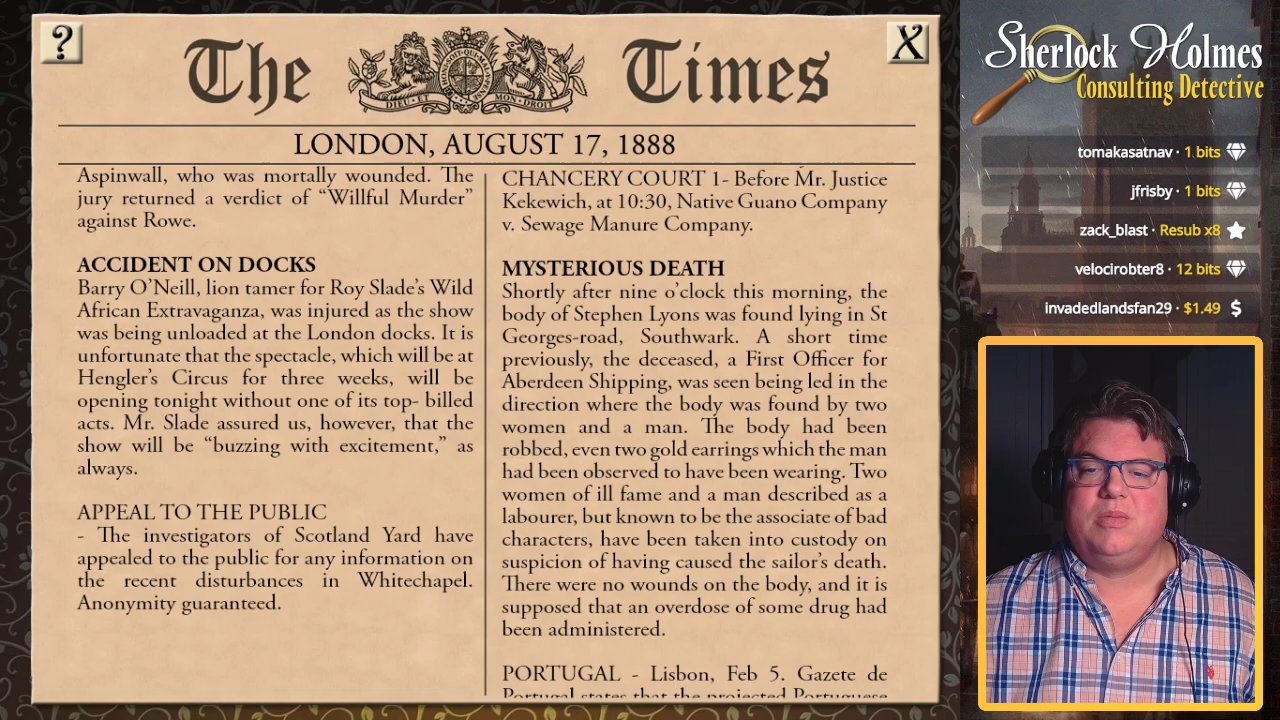 ?
The Times
X
DIEU · ET MON · DROIT
LONDON, AUGUST 17, 1888
Aspinwall, who was mortally wounded. The
jury returned a verdict of “Willful Murder”
against Rowe.
ACCIDENT ON DOCKS
Barry O’Neill, lion tamer for Roy Slade’s Wild
African Extravaganza, was injured as the show
was being unloaded at the London docks. It is
unfortunate that the spectacle, which will be at
Hengler’s Circus for three weeks, will be
opening tonight without one of its top- billed
acts. Mr. Slade assured us, however, that the
show will be “buzzing with excitement,” as
always.
APPEAL TO THE PUBLIC
- The investigators of Scotland Yard have
appealed to the public for any information on
the recent disturbances in Whitechapel.
Anonymity guaranteed.
CHANCERY COURT 1- Before Mr. Justice
Kekewich, at 10:30, Native Guano Company
v. Sewage Manure Company.
MYSTERIOUS DEATH
Shortly after nine o’clock this morning, the
body of Stephen Lyons was found lying in St
Georges-road, Southwark. A short time
previously, the deceased, a First Officer for
Aberdeen Shipping, was seen being led in the
direction where the body was found by two
women and a man. The body had been
robbed, even two gold earrings which the man
had been observed to have been wearing. Two
women of ill fame and a man described as a
labourer, but known to be the associate of bad
characters, have been taken into custody on
suspicion of having caused the sailor’s death.
There were no wounds on the body, and it is
supposed that an overdose of some drug had
been administered.
PORTUGAL - Lisbon, Feb 5. Gazete de
Portugal states that the projected Portuguese
Sherlock Holmes
Consulting Detective
tomakasatnav · 1 bits
jfrisby · 1 bits
zack_blast · Resub x8
velocirobter8 · 12 bits
invadedlandsfan29 · $1.49 $